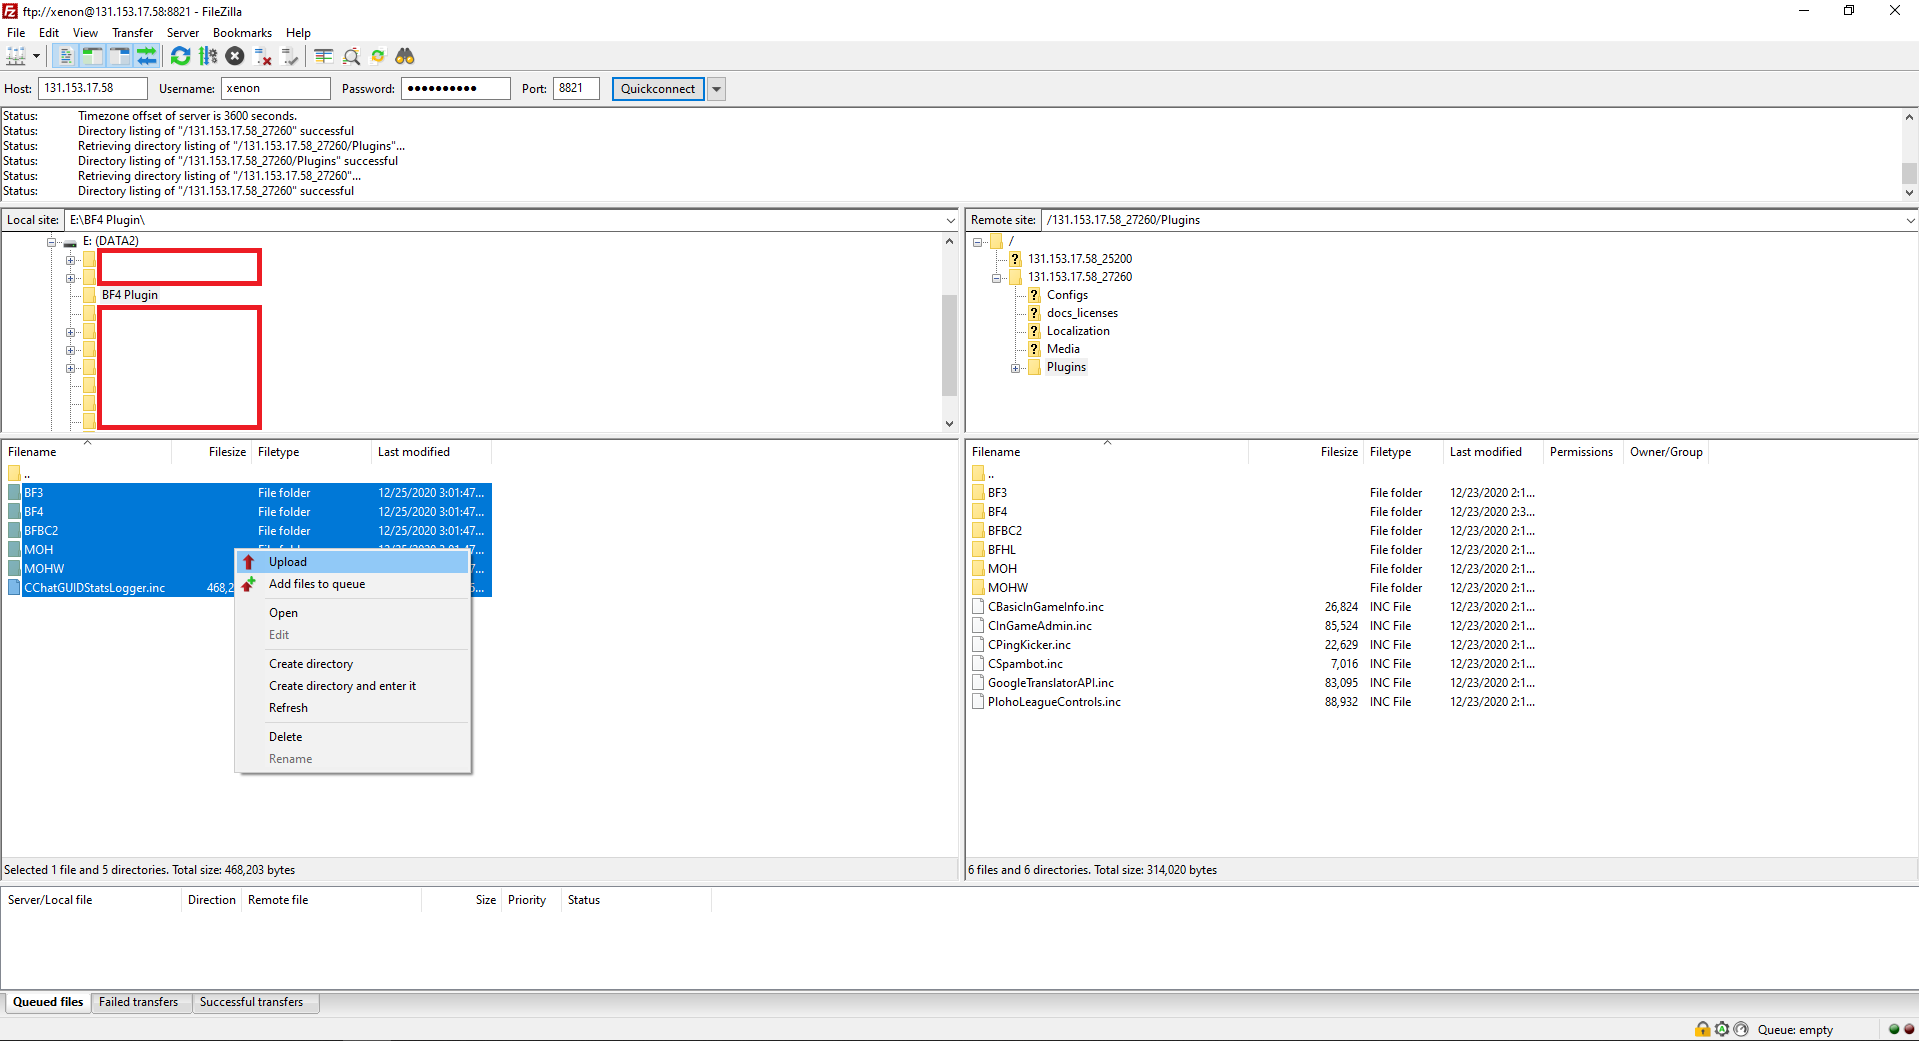 ftp://xenon@131.153.17.58:8821 - FileZilla
File Edit View Transfer Server Bookmarks Help
Host: 131.153.17.58 Username: xenon Password: ●●●●●●●●●● Port: 8821 Quickconnect
Status: Timezone offset of server is 3600 seconds.
Status: Directory listing of "/131.153.17.58_27260" successful
Status: Retrieving directory listing of "/131.153.17.58_27260/Plugins"...
Status: Directory listing of "/131.153.17.58_27260/Plugins" successful
Status: Retrieving directory listing of "/131.153.17.58_27260"...
Status: Directory listing of "/131.153.17.58_27260" successful
Local site: E:\BF4 Plugin\
E: (DATA2)
BF4 Plugin
Remote site: /131.153.17.58_27260/Plugins
/
131.153.17.58_25200
131.153.17.58_27260
Configs
docs_licenses
Localization
Media
Plugins
Filename Filesize Filetype Last modified
..
BF3 File folder 12/25/2020 3:01:47...
BF4 File folder 12/25/2020 3:01:47...
BFBC2 File folder 12/25/2020 3:01:47...
MOH File folder 12/25/2020 3:01:47...
MOHW 7...
CChatGUIDStatsLogger.inc 468,2
Upload
Add files to queue
Open
Edit
Create directory
Create directory and enter it
Refresh
Delete
Rename
Selected 1 file and 5 directories. Total size: 468,203 bytes
Filename Filesize Filetype Last modified Permissions Owner/Group
..
BF3 File folder 12/23/2020 2:1...
BF4 File folder 12/23/2020 2:3...
BFBC2 File folder 12/23/2020 2:1...
BFHL File folder 12/23/2020 2:1...
MOH File folder 12/23/2020 2:1...
MOHW File folder 12/23/2020 2:1...
CBasicInGameInfo.inc 26,824 INC File 12/23/2020 2:1...
CInGameAdmin.inc 85,524 INC File 12/23/2020 2:1...
CPingKicker.inc 22,629 INC File 12/23/2020 2:1...
CSpambot.inc 7,016 INC File 12/23/2020 2:1...
GoogleTranslatorAPI.inc 83,095 INC File 12/23/2020 2:1...
PlohoLeagueControls.inc 88,932 INC File 12/23/2020 2:1...
6 files and 6 directories. Total size: 314,020 bytes
Server/Local file Direction Remote file Size Priority Status
Queued files Failed transfers Successful transfers
Queue: empty